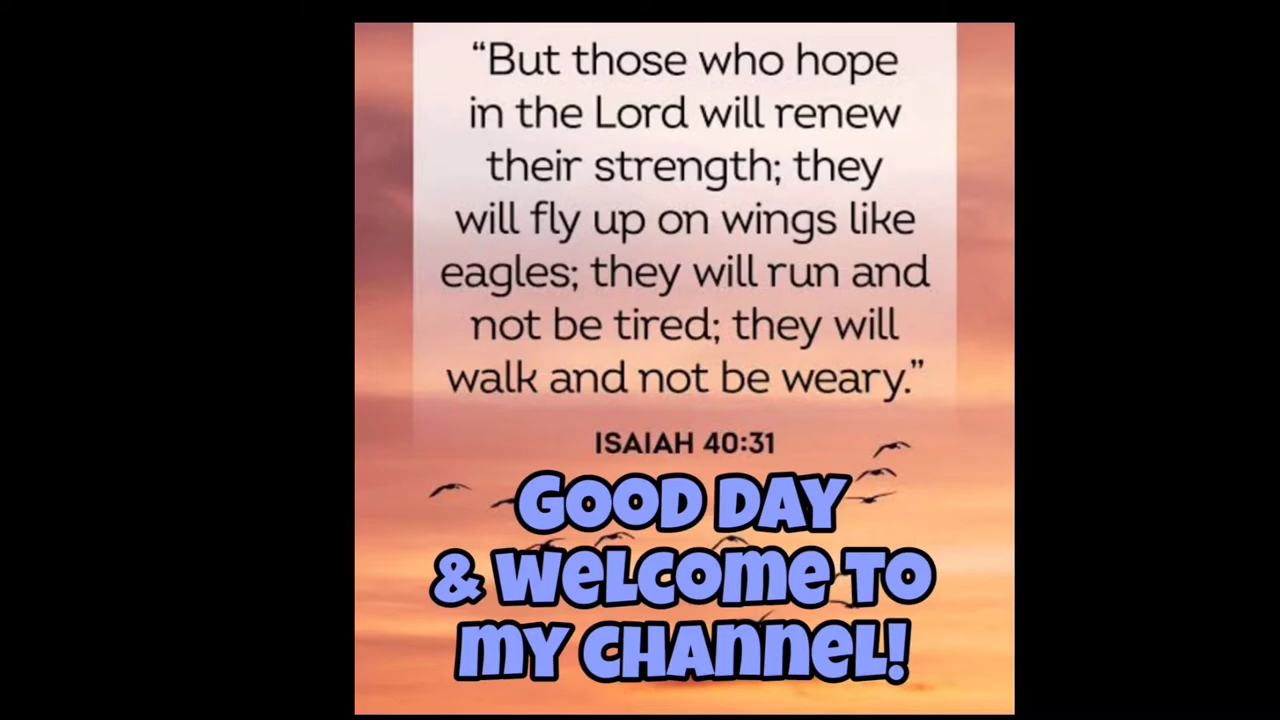 “But those who hope
in the Lord will renew
their strength; they
will fly up on wings like
eagles; they will run and
not be tired; they will
walk and not be weary.”
ISAIAH 40:31
GOOD DAY
& WELCOME TO
MY CHANNEL!